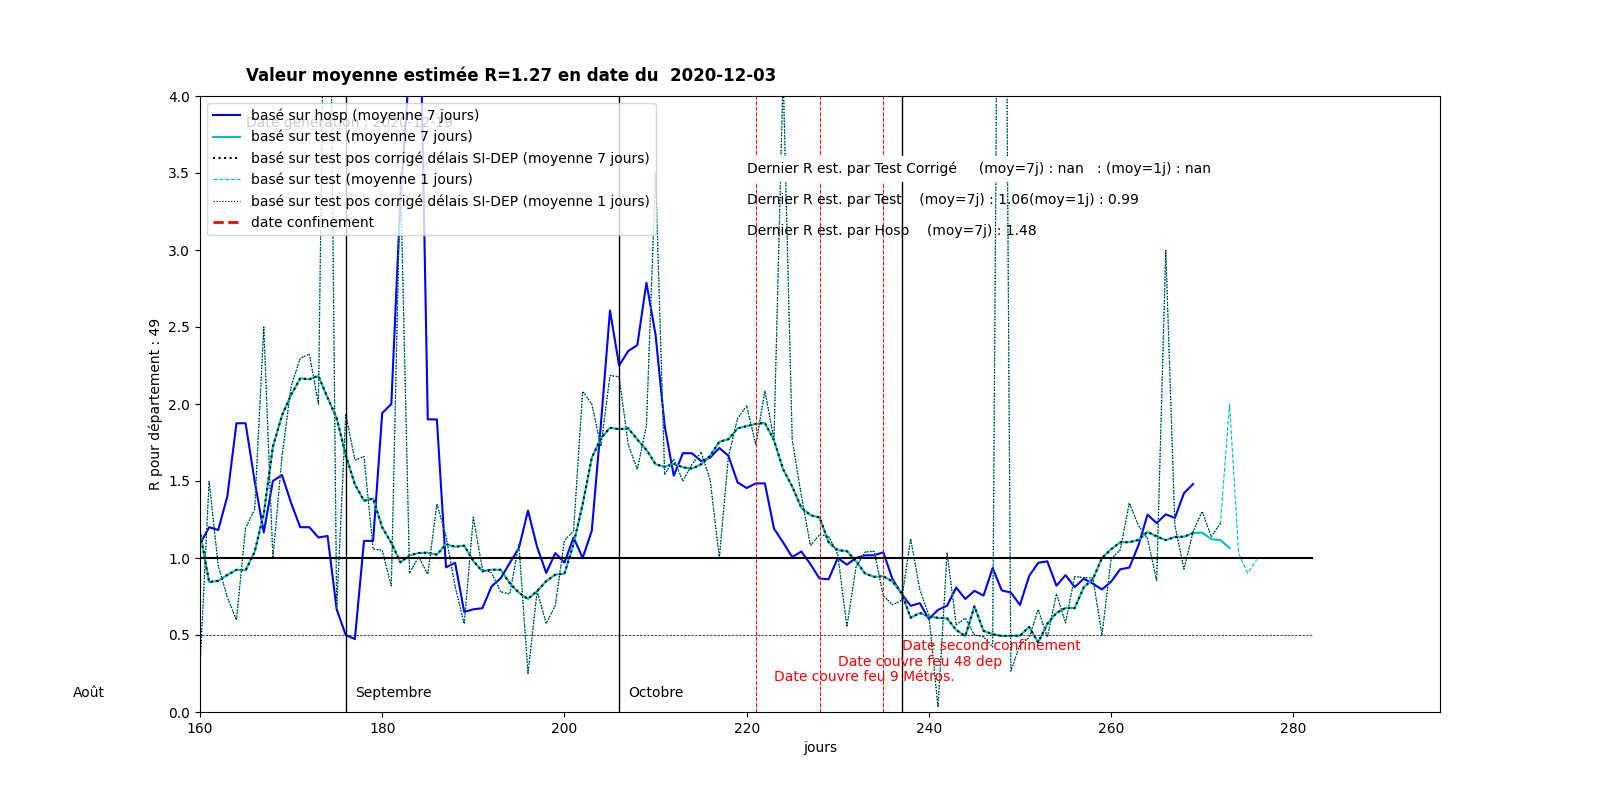 Valeur moyenne estimée R=1.27 en date du  2020-12-03
4.0
3.5
3.0
2.5
2.0
1.5
1.0
0.5
0.0
R pour département : 49
basé sur hosp (moyenne 7 jours)
basé sur test (moyenne 7 jours)
basé sur test pos corrigé délais SI-DEP (moyenne 7 jours)
basé sur test (moyenne 1 jours)
basé sur test pos corrigé délais SI-DEP (moyenne 1 jours)
date confinement
Dernier R est. par Test Corrigé     (moy=7j) : nan   : (moy=1j) : nan
Dernier R est. par Test    (moy=7j) : 1.06(moy=1j) : 0.99
Dernier R est. par Hosp    (moy=7j) : 1.48
Date second confinement
Date couvre feu 48 dep
Date couvre feu 9 Métros.
Août
Septembre
Octobre
160
180
200
220
240
260
280
jours